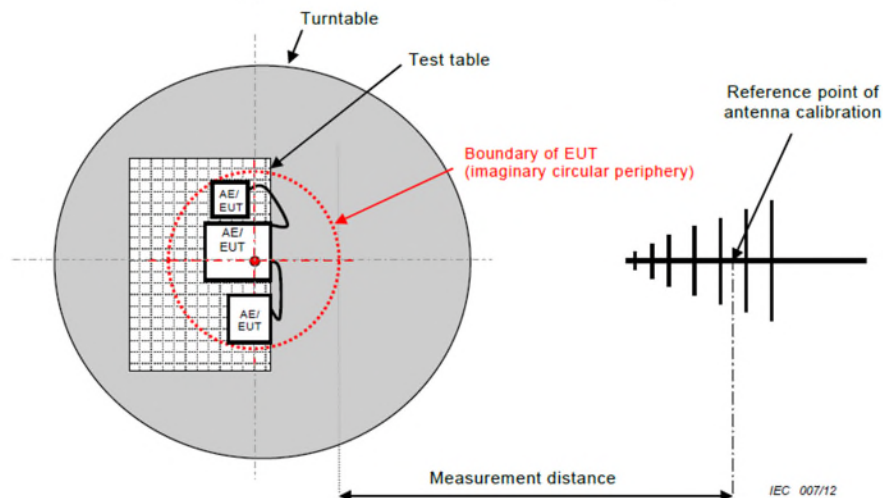 Turntable
Test table
Reference point of
antenna calibration
Boundary of EUT
(imaginary circular periphery)
AE/
EUT
AE/
EUT
AE/
EUT
Measurement distance
IEC 007/12